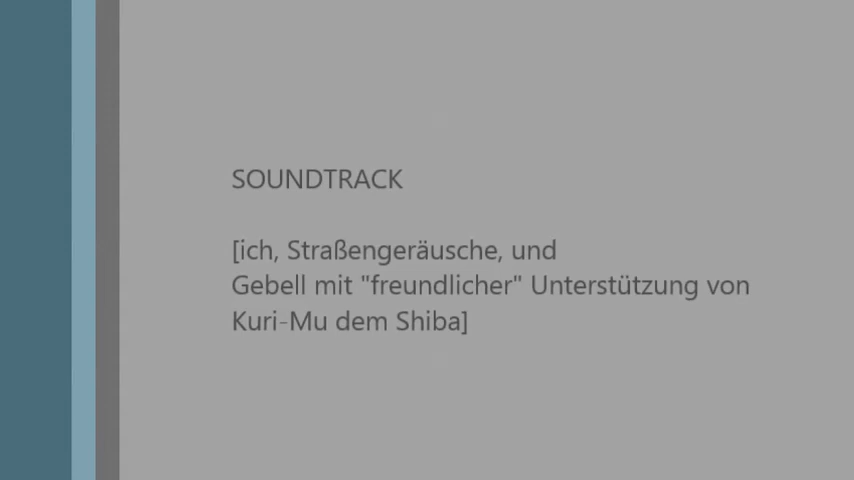 SOUNDTRACK
[ich, Straßengeräusche, und
Gebell mit "freundlicher" Unterstützung von
Kuri-Mu dem Shiba]